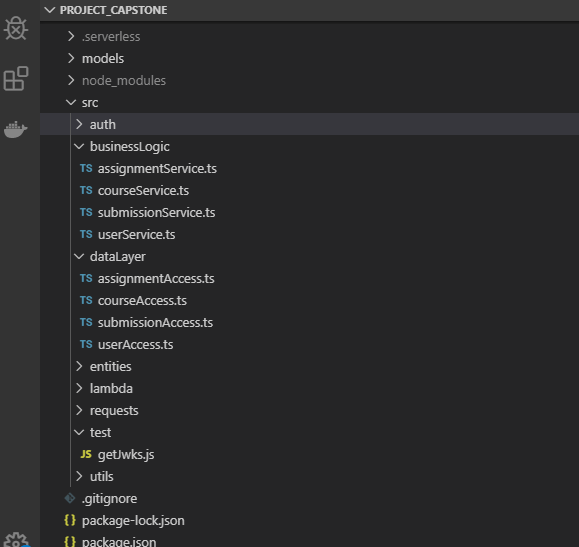 PROJECT_CAPSTONE
.serverless
models
node_modules
src
auth
businessLogic
TS assignmentService.ts
TS courseService.ts
TS submissionService.ts
TS userService.ts
dataLayer
TS assignmentAccess.ts
TS courseAccess.ts
TS submissionAccess.ts
TS userAccess.ts
entities
lambda
requests
test
JS getJwks.js
utils
.gitignore
{} package-lock.json
{} package.json